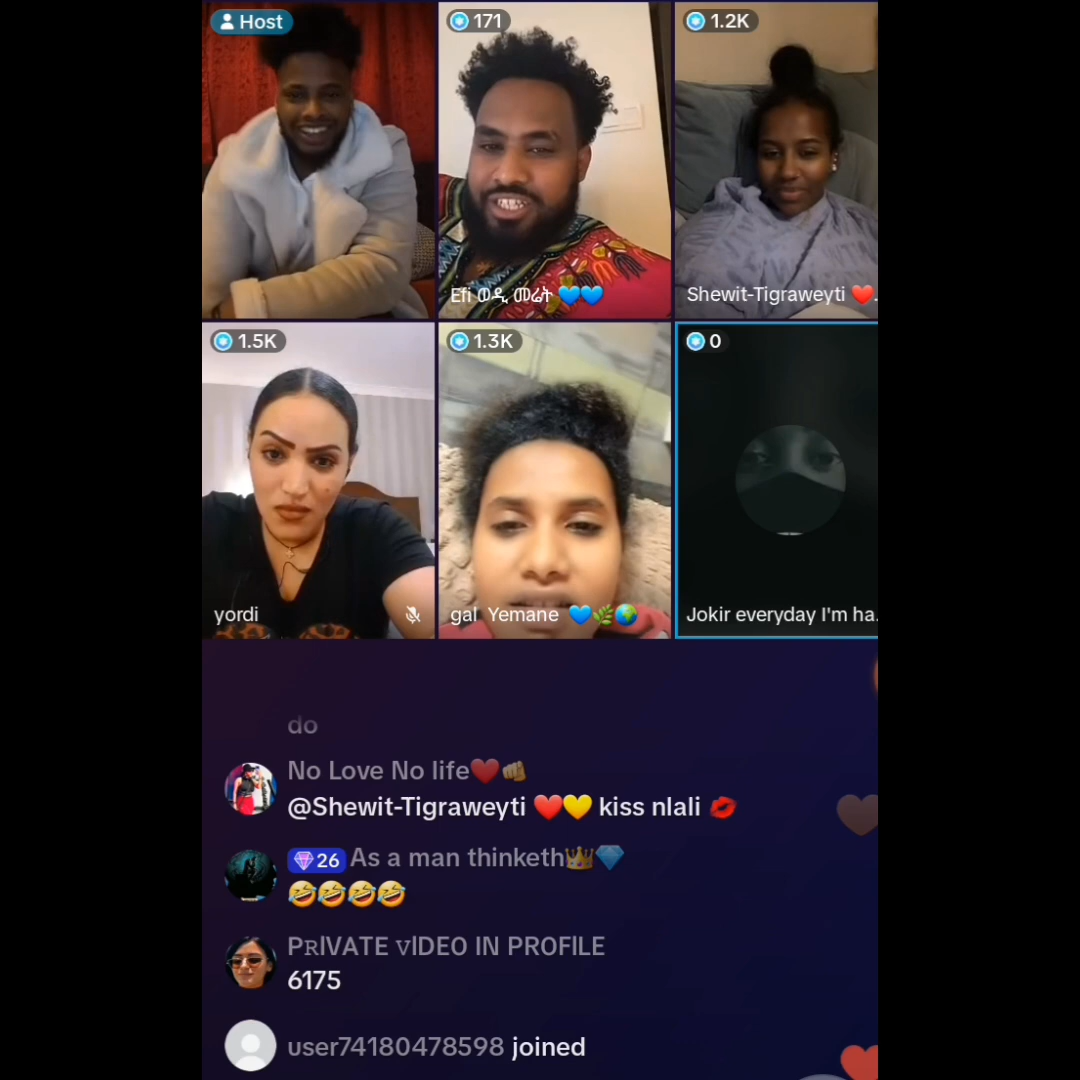 Host
171
1.2K
Efi ወዲ መሬት 💙💙
Shewit-Tigraweyti ❤️.
1.5K
1.3K
0
yordi
gal Yemane 💙🌿🌍
Jokir everyday I'm ha.
do
No Love No life❤️👊
@Shewit-Tigraweyti ❤️💛 kiss nlali 💋
26 As a man thinketh👑💎
🤣🤣🤣🤣
PʀIVATE ᴠIDEO IN PROFILE
6175
user74180478598 joined